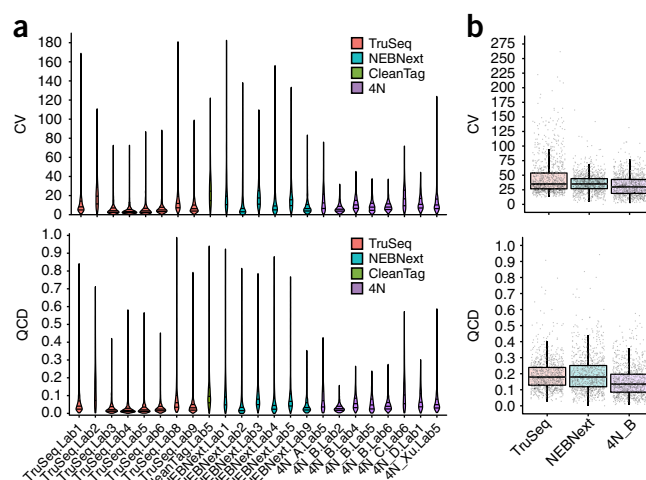 a
b
CV
180
160
140
120
100
80
60
40
20
0
TruSeq
NEBNext
CleanTag
4N
CV
275
250
225
200
175
150
125
100
75
50
25
0
QCD
1.0
0.9
0.8
0.7
0.6
0.5
0.4
0.3
0.2
0.1
0.0
TruSeq
NEBNext
CleanTag
4N
QCD
1.0
0.9
0.8
0.7
0.6
0.5
0.4
0.3
0.2
0.1
0.0
TruSeq.Lab1
TruSeq.Lab2
TruSeq.Lab3
TruSeq.Lab4
TruSeq.Lab5
TruSeq.Lab6
TruSeq.Lab8
TruSeq.Lab9
CleanTag.Lab5
NEBNext.Lab1
NEBNext.Lab2
NEBNext.Lab3
NEBNext.Lab4
NEBNext.Lab5
NEBNext.Lab9
4N_A.Lab5
4N_B.Lab2
4N_B.Lab4
4N_B.Lab5
4N_B.Lab6
4N_C.Lab6
4N_D.Lab1
4N_Xu.Lab5
TruSeq
NEBNext
4N_B